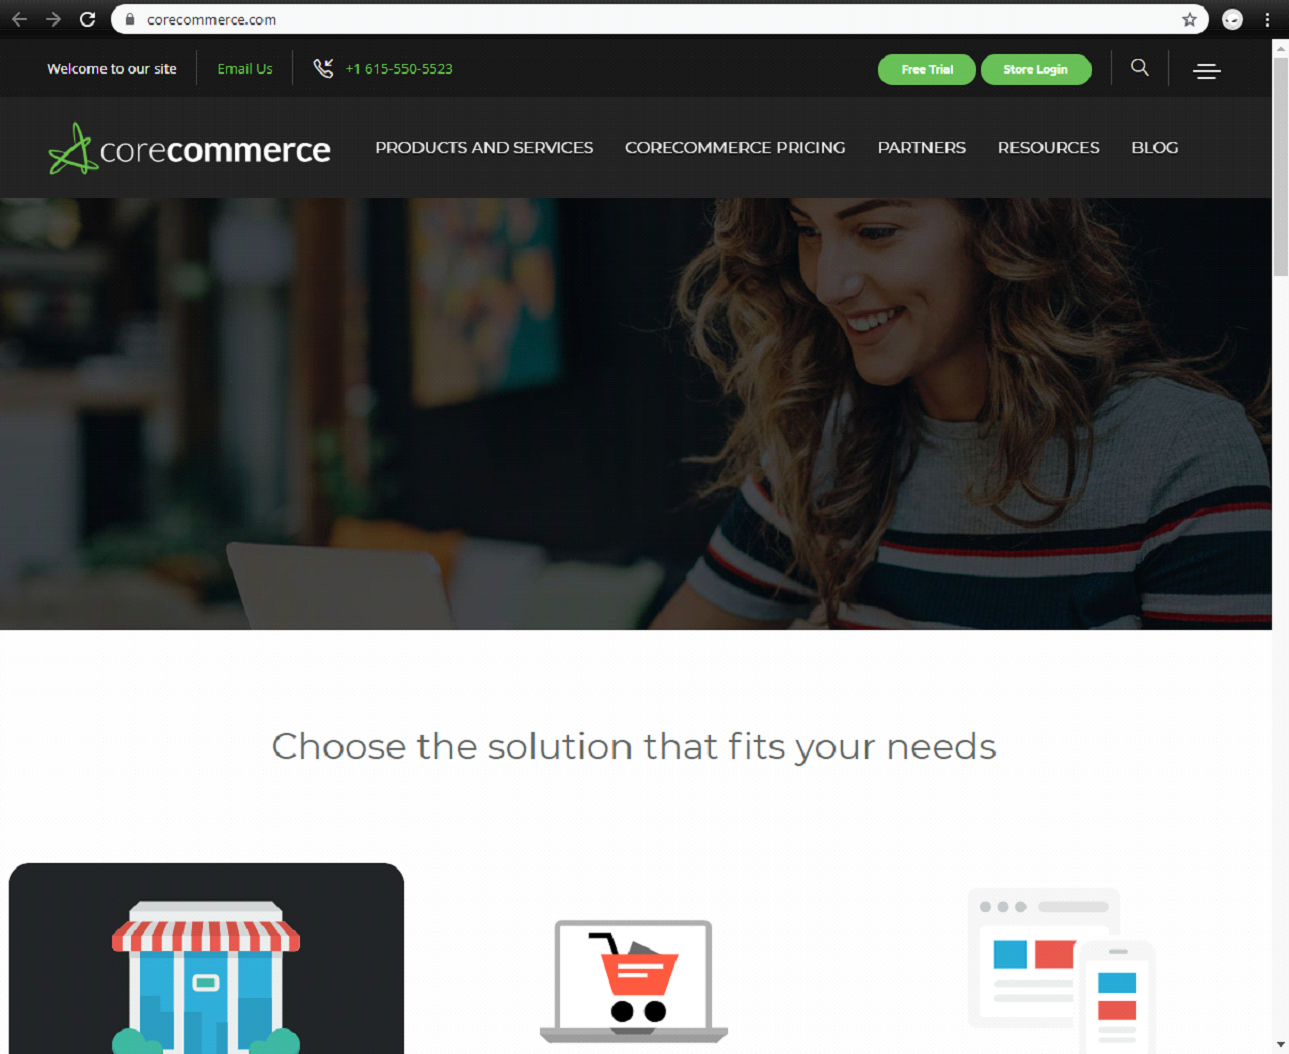 corecommerce.com
Welcome to our site
Email Us
+1 615-550-5523
Free Trial
Store Login
corecommerce
PRODUCTS AND SERVICES
CORECOMMERCE PRICING
PARTNERS
RESOURCES
BLOG
Choose the solution that fits your needs